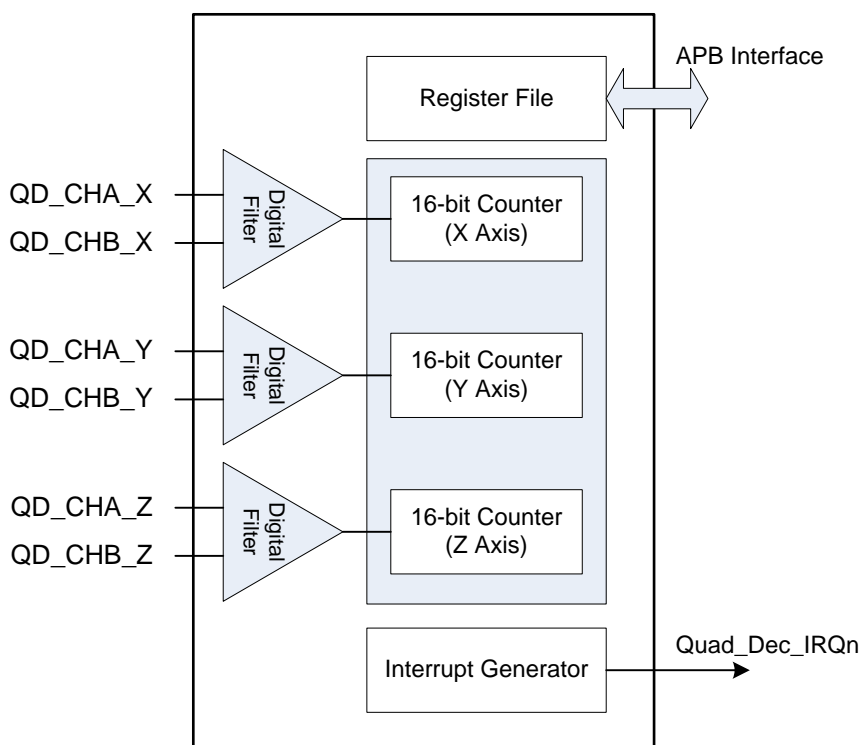 APB Interface
Register File
QD_CHA_X
QD_CHB_X
Digital
Filter
16-bit Counter
(X Axis)
QD_CHA_Y
QD_CHB_Y
Digital
Filter
16-bit Counter
(Y Axis)
QD_CHA_Z
QD_CHB_Z
Digital
Filter
16-bit Counter
(Z Axis)
Interrupt Generator
Quad_Dec_IRQn